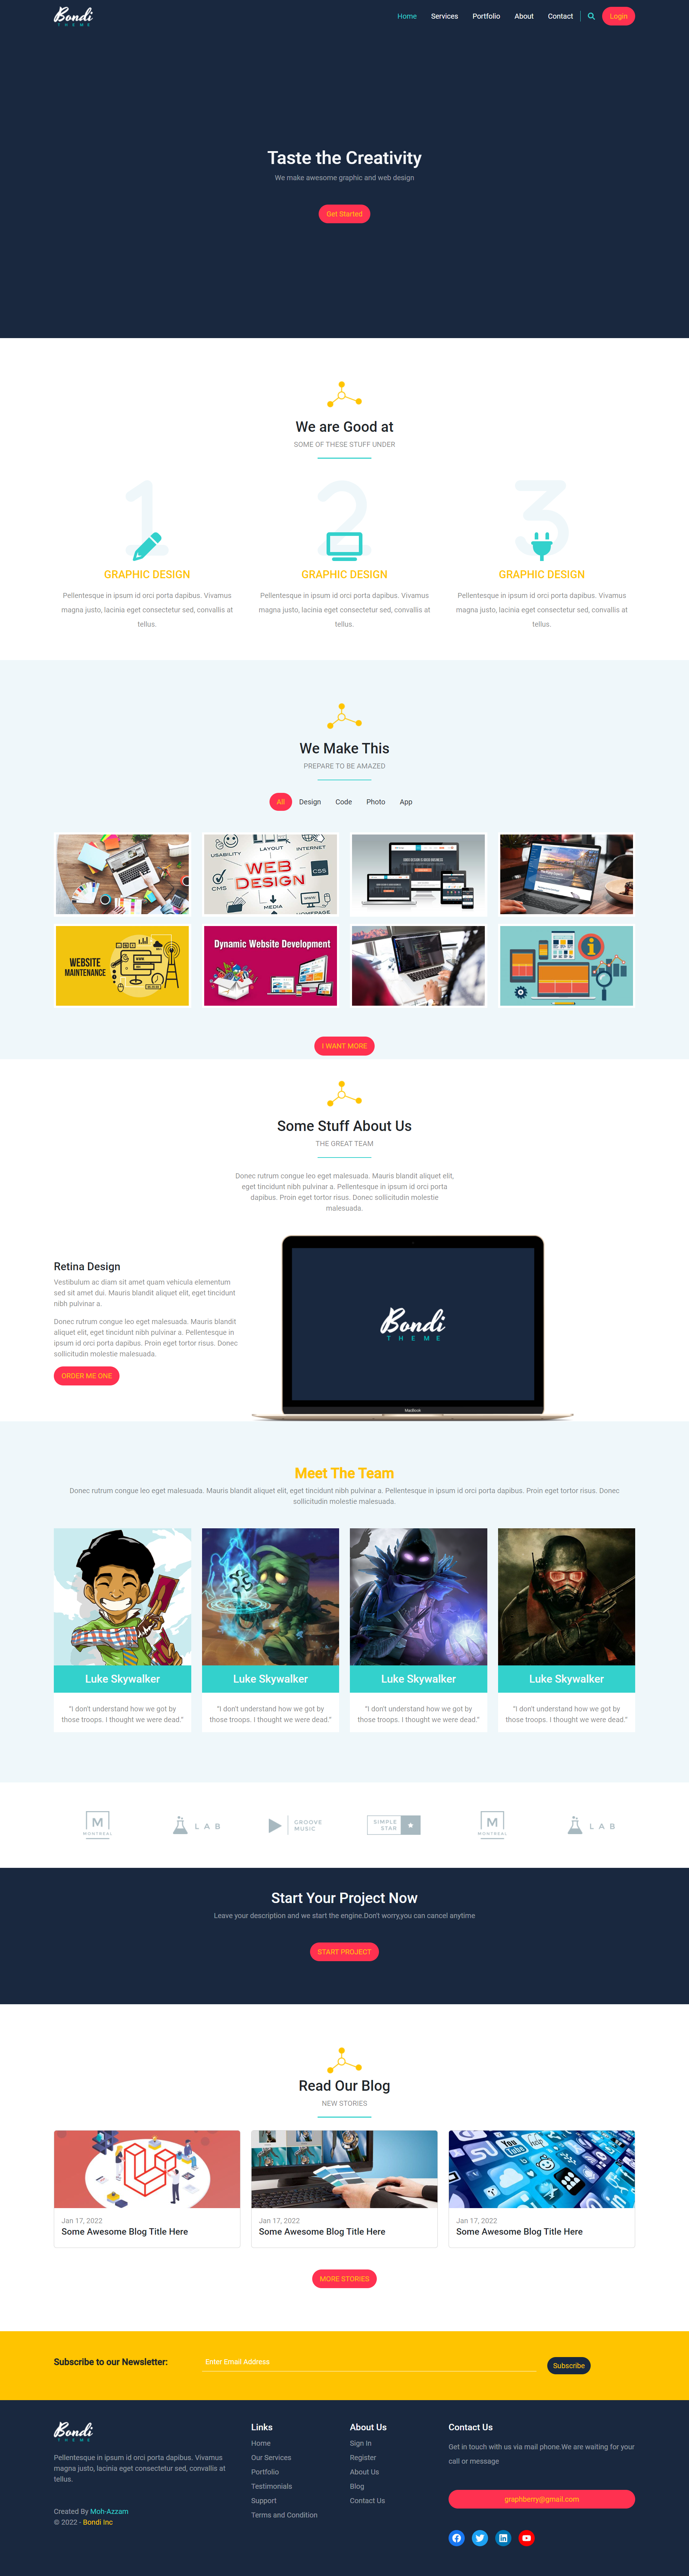 Bondi
THEME
Home Services Portfolio About Contact Login
Taste the Creativity
We make awesome graphic and web design
Get Started
We are Good at
SOME OF THESE STUFF UNDER
1 2 3
GRAPHIC DESIGN GRAPHIC DESIGN GRAPHIC DESIGN
Pellentesque in ipsum id orci porta dapibus. Vivamus
magna justo, lacinia eget consectetur sed, convallis at
tellus.
Pellentesque in ipsum id orci porta dapibus. Vivamus
magna justo, lacinia eget consectetur sed, convallis at
tellus.
Pellentesque in ipsum id orci porta dapibus. Vivamus
magna justo, lacinia eget consectetur sed, convallis at
tellus.
We Make This
PREPARE TO BE AMAZED
All Design Code Photo App
USABILITY
LAYOUT
INTERNET
WEB
DESIGN
CSS
CMS
MEDIA
HOMEPAGE
WEBSITE
MAINTENANCE
Dynamic Website Development
I WANT MORE
Some Stuff About Us
THE GREAT TEAM
Donec rutrum congue leo eget malesuada. Mauris blandit aliquet elit,
eget tincidunt nibh pulvinar a. Pellentesque in ipsum id orci porta
dapibus. Proin eget tortor risus. Donec sollicitudin molestie
malesuada.
Retina Design
Vestibulum ac diam sit amet quam vehicula elementum
sed sit amet dui. Mauris blandit aliquet elit, eget tincidunt
nibh pulvinar a.
Donec rutrum congue leo eget malesuada. Mauris blandit
aliquet elit, eget tincidunt nibh pulvinar a. Pellentesque in
ipsum id orci porta dapibus. Proin eget tortor risus. Donec
sollicitudin molestie malesuada.
ORDER ME ONE
Bondi
THEME
MacBook
Meet The Team
Donec rutrum congue leo eget malesuada. Mauris blandit aliquet elit, eget tincidunt nibh pulvinar a. Pellentesque in ipsum id orci porta dapibus. Proin eget tortor risus. Donec
sollicitudin molestie malesuada.
Luke Skywalker Luke Skywalker Luke Skywalker Luke Skywalker
“I don't understand how we got by
those troops. I thought we were dead.”
“I don't understand how we got by
those troops. I thought we were dead.”
“I don't understand how we got by
those troops. I thought we were dead.”
“I don't understand how we got by
those troops. I thought we were dead.”
M
MONTREAL
LAB
GROOVE
MUSIC
SIMPLE
STAR
M
MONTREAL
LAB
Start Your Project Now
Leave your description and we start the engine.Don't worry,you can cancel anytime
START PROJECT
Read Our Blog
NEW STORIES
Jan 17, 2022
Some Awesome Blog Title Here
You Tube
Jan 17, 2022
Some Awesome Blog Title Here
Jan 17, 2022
Some Awesome Blog Title Here
MORE STORIES
Subscribe to our Newsletter: Enter Email Address Subscribe
Bondi
THEME
Pellentesque in ipsum id orci porta dapibus. Vivamus
magna justo, lacinia eget consectetur sed, convallis at
tellus.
Created By Moh-Azzam
© 2022 - Bondi Inc
Links
Home
Our Services
Portfolio
Testimonials
Support
Terms and Condition
About Us
Sign In
Register
About Us
Blog
Contact Us
Contact Us
Get in touch with us via mail phone.We are waiting for your
call or message
graphberry@gmail.com